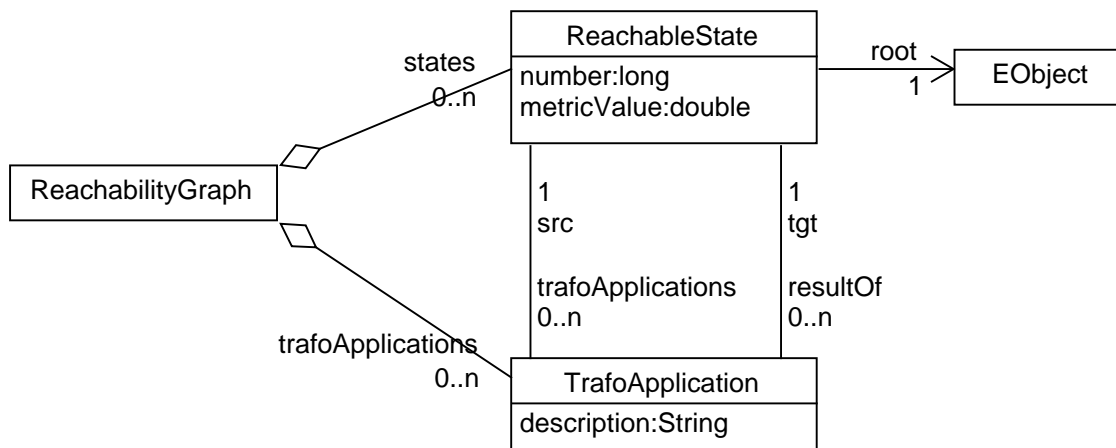 ReachableState
number:long
metricValue:double
root
1
EObject
states
0..n
ReachabilityGraph
1
src
1
tgt
trafoApplications
0..n
resultOf
0..n
trafoApplications
0..n
TrafoApplication
description:String